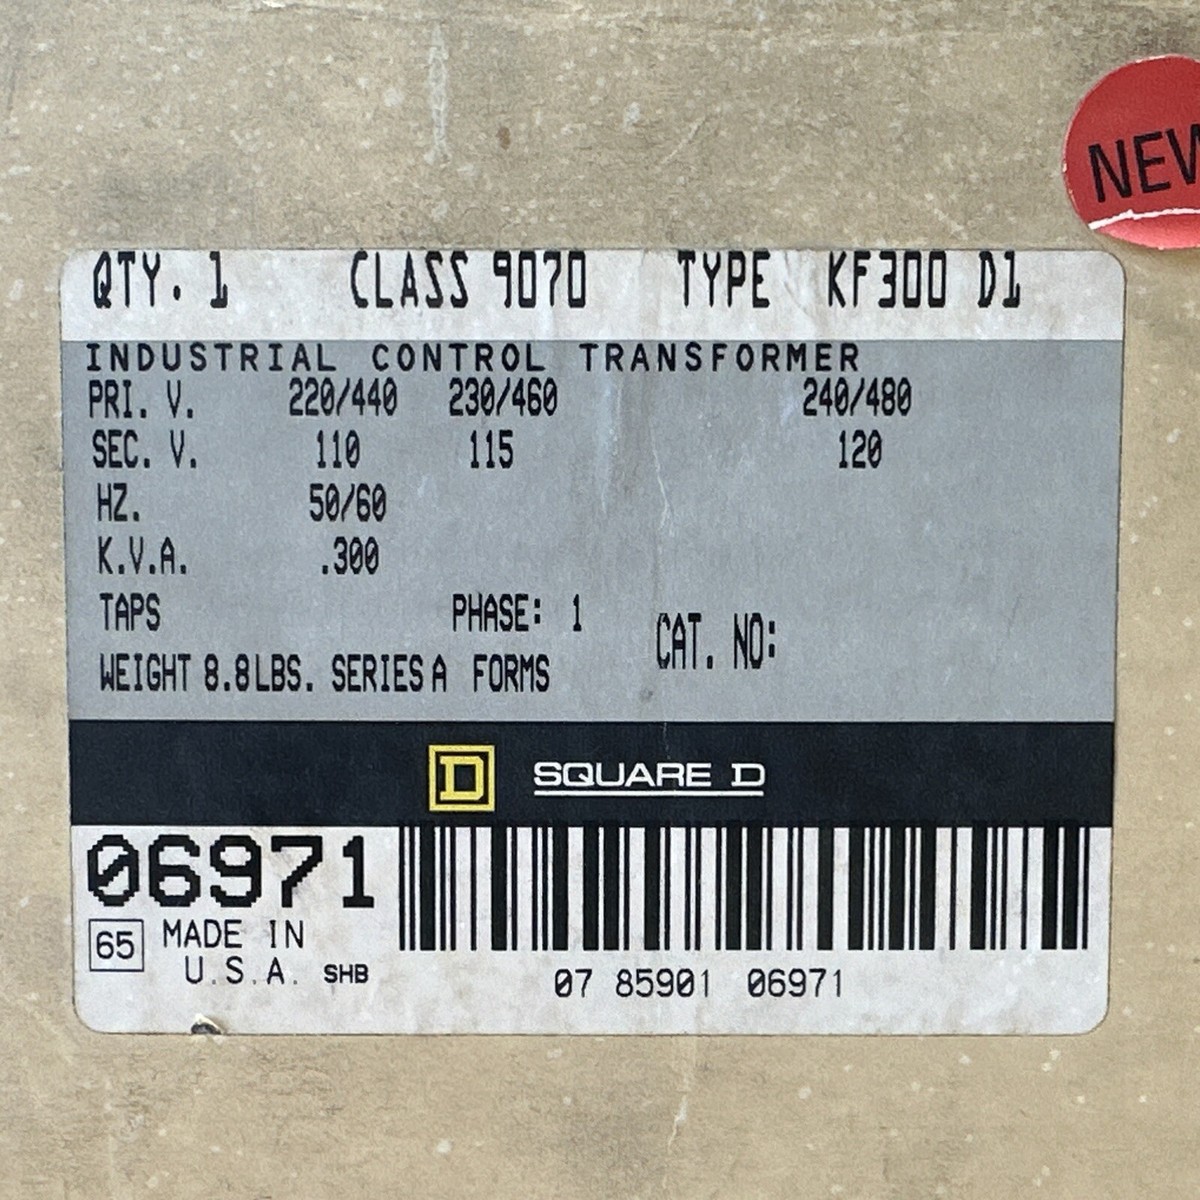 NEW
QTY. 1 CLASS 9070 TYPE KF300 D1
INDUSTRIAL CONTROL TRANSFORMER
PRI. V. 220/440 230/460 240/480
SEC. V. 110 115 120
HZ. 50/60
K.V.A. .300
TAPS PHASE: 1 CAT. NO:
WEIGHT 8.8LBS. SERIES A FORMS
D SQUARE D
06971
65 MADE IN
U.S.A. SHB
07 85901 06971